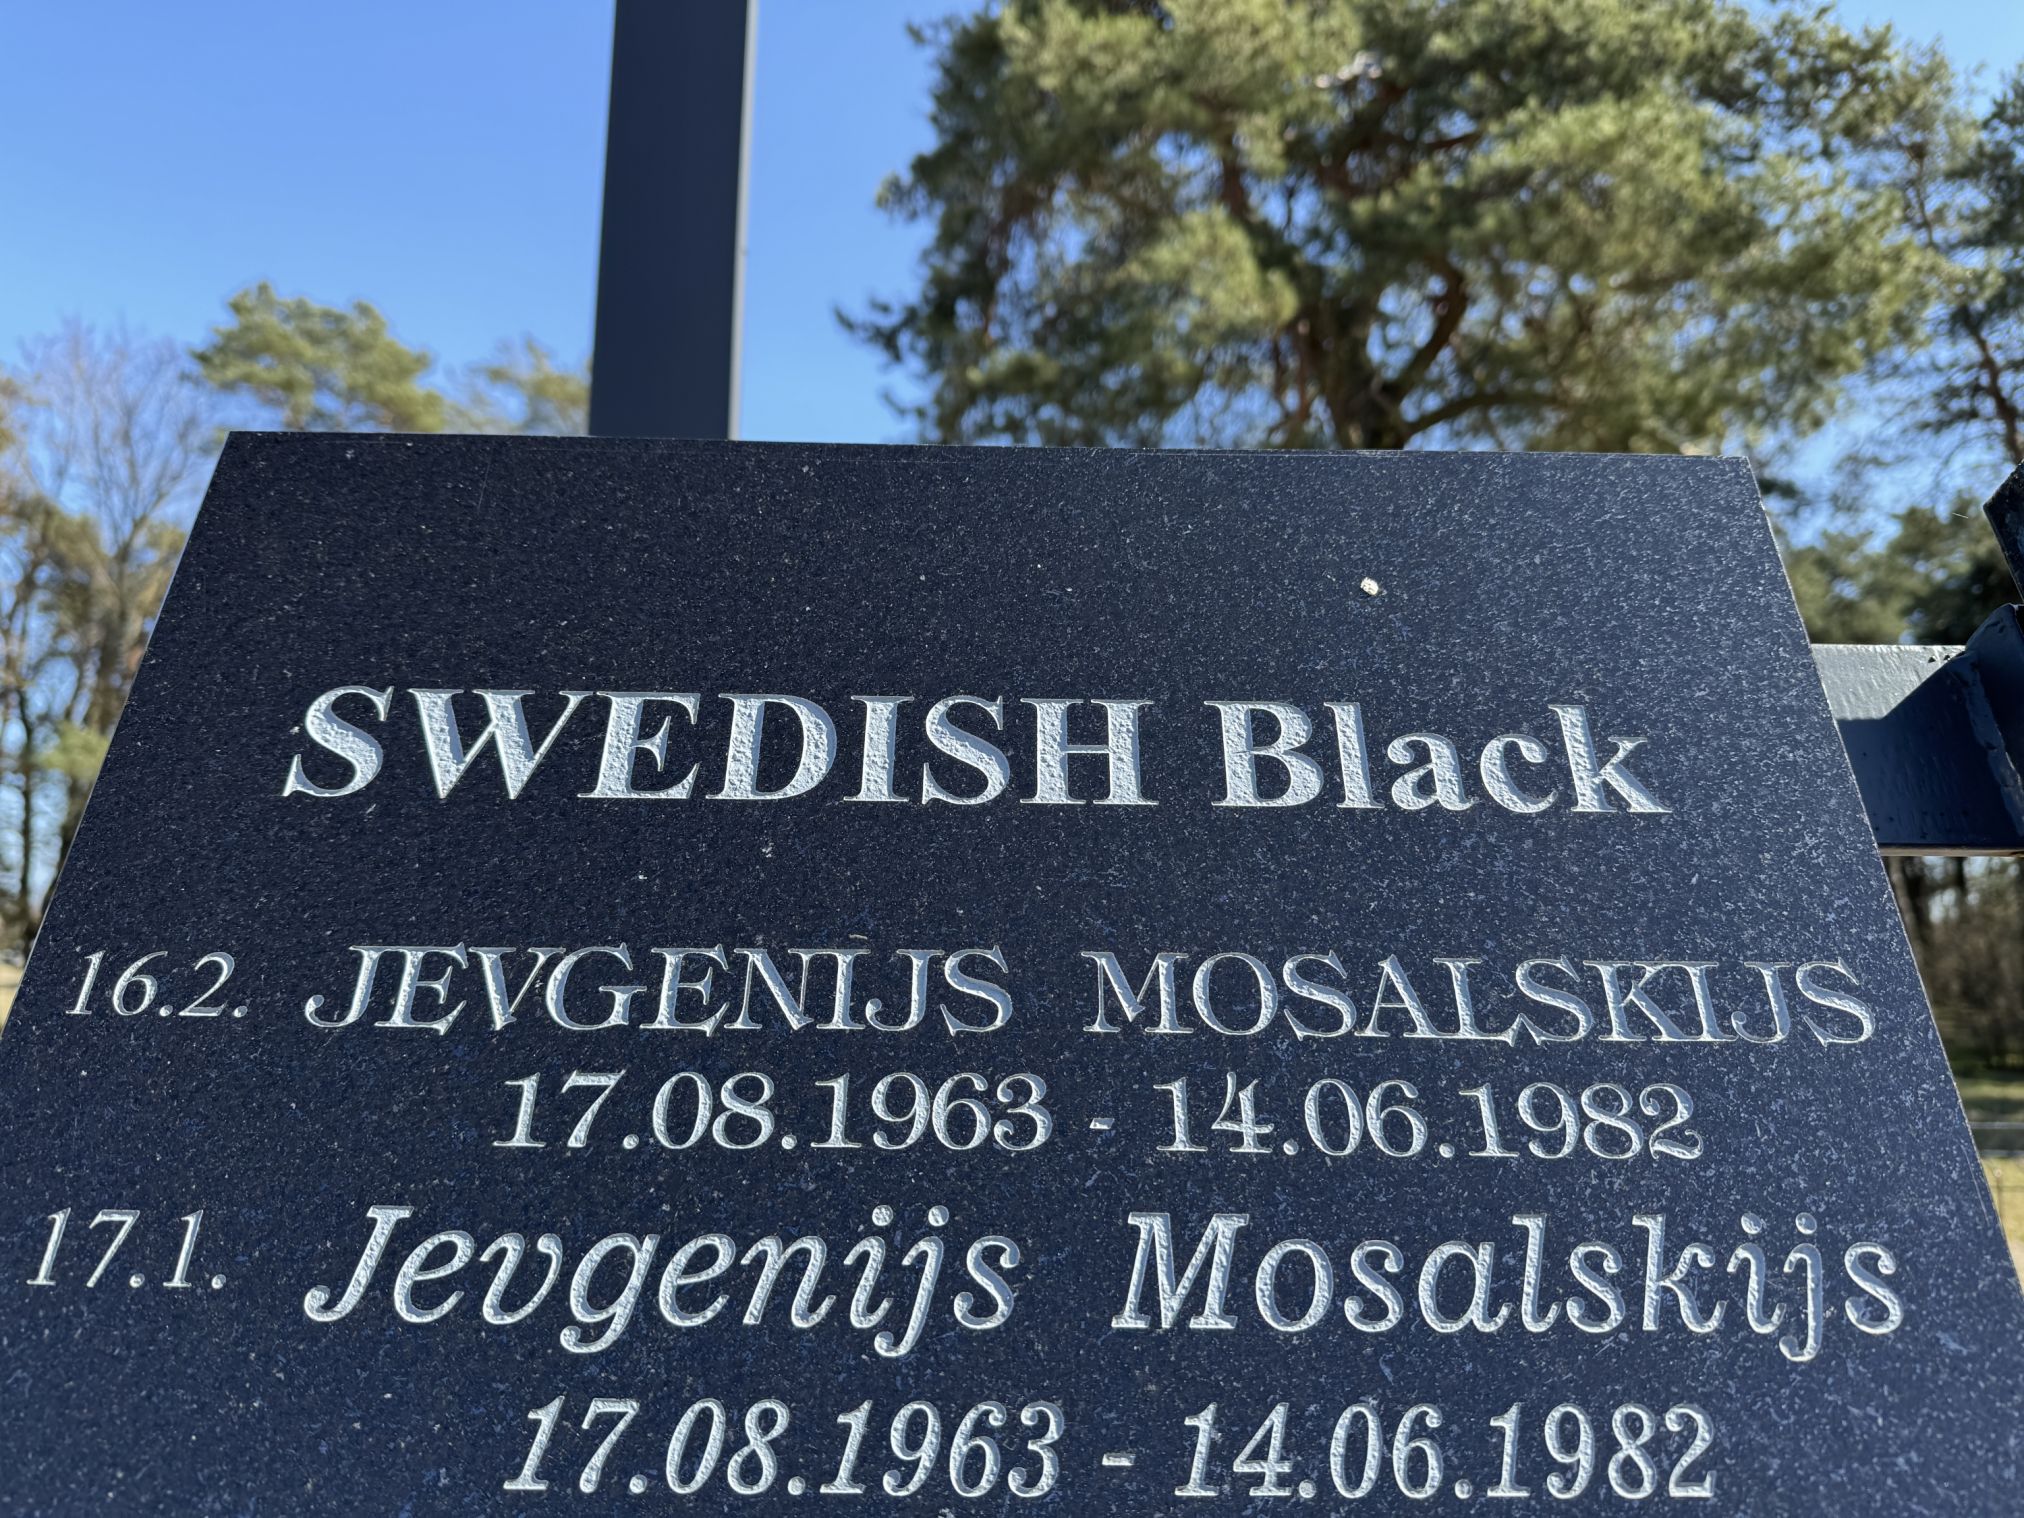 SWEDISH Black
16.2. JEVGENIJS MOSALSKIJS
17.08.1963 - 14.06.1982
17.1. Jevgenijs Mosalskijs
17.08.1963 - 14.06.1982